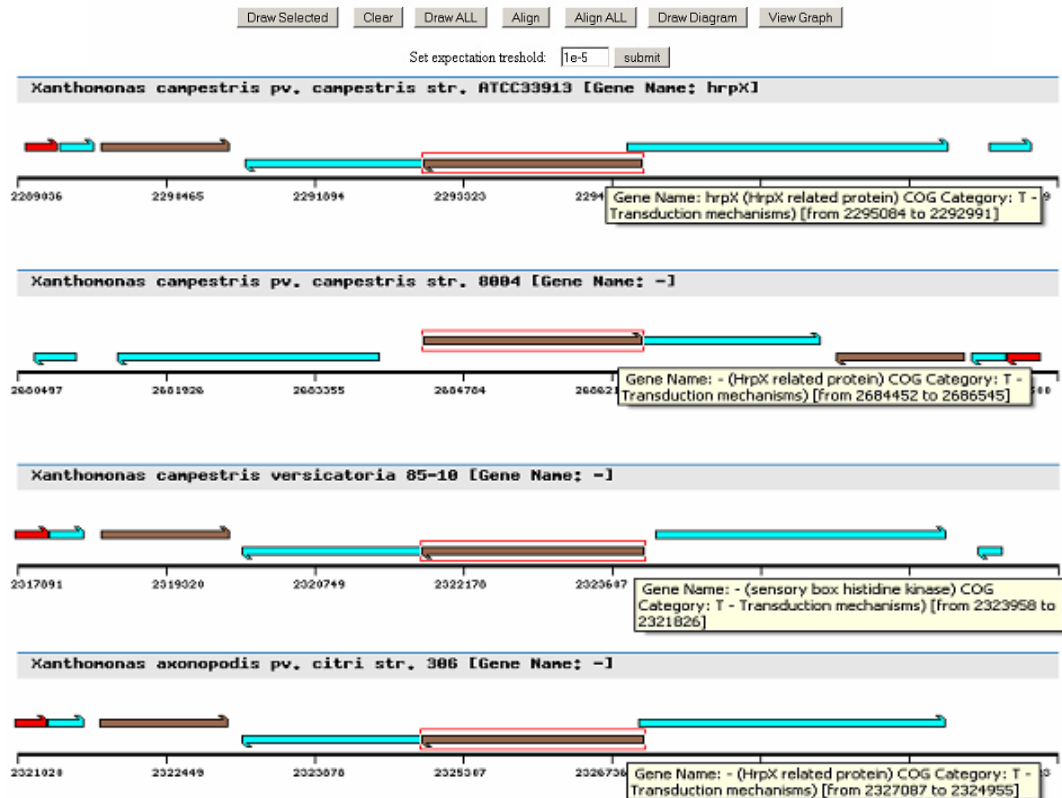 Draw Selected Clear Draw ALL Align Align ALL Draw Diagram View Graph
Set expectation treshold: 1e-5 submit
Xanthomonas campestris pv. campestris str. ATCC33913 [Gene Name: hrpX]
2289036 2290465 2291894 2293323 2294 9
Gene Name: hrpX (HrpX related protein) COG Category: T -
Transduction mechanisms) [from 2295084 to 2292991]
Xanthomonas campestris pv. campestris str. 8004 [Gene Name: -]
2680497 2681926 2683355 2684784 268621 500
Gene Name: - (HrpX related protein) COG Category: T -
Transduction mechanisms) [from 2684452 to 2686545]
Xanthomonas campestris versicatoria 85-10 [Gene Name: -]
2317891 2319320 2320749 2322178 2323607
Gene Name: - (sensory box histidine kinase) COG
Category: T - Transduction mechanisms) [from 2323958 to
2321826]
Xanthomonas axonopodis pv. citri str. 306 [Gene Name: -]
2321020 2322449 2323878 2325307 2326736 3
Gene Name: - (HrpX related protein) COG Category: T -
Transduction mechanisms) [from 2327087 to 2324955]